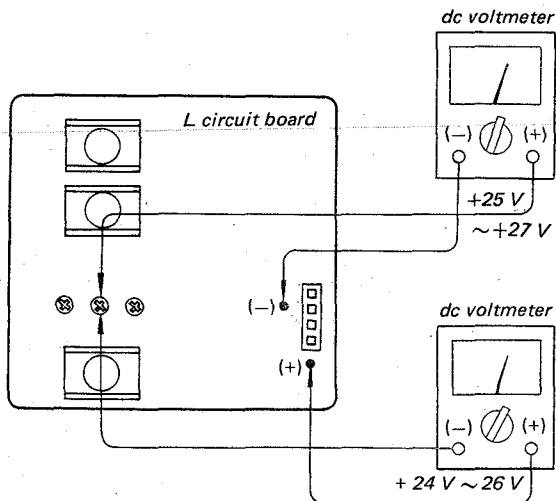 dc voltmeter
L circuit board
(−) (+)
+25 V
~+27 V
(−)
(+)
dc voltmeter
(−) (+)
+ 24 V ~ 26 V